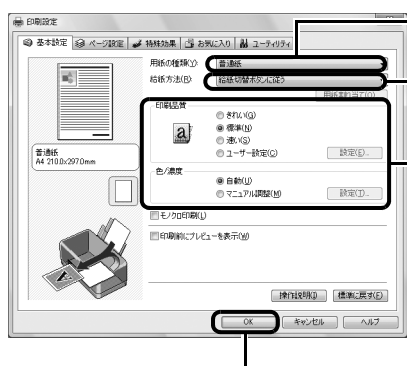 印刷設定
基本設定 ページ設定 特殊効果 お気に入り ユーティリティ
用紙の種類(Y): 普通紙
給紙方法(P): 給紙切替ボタンに従う
用紙割り当て(O)...
印刷品質
きれい(G)
標準(N)
速い(S)
ユーザー設定(C) 設定(E)...
a
普通紙
A4 210.0x297.0mm
色/濃度
自動(U)
マニュアル調整(M) 設定(T)...
モノクロ印刷(L)
印刷前にプレビューを表示(W)
操作説明(I) 標準に戻す(F)
OK キャンセル ヘルプ